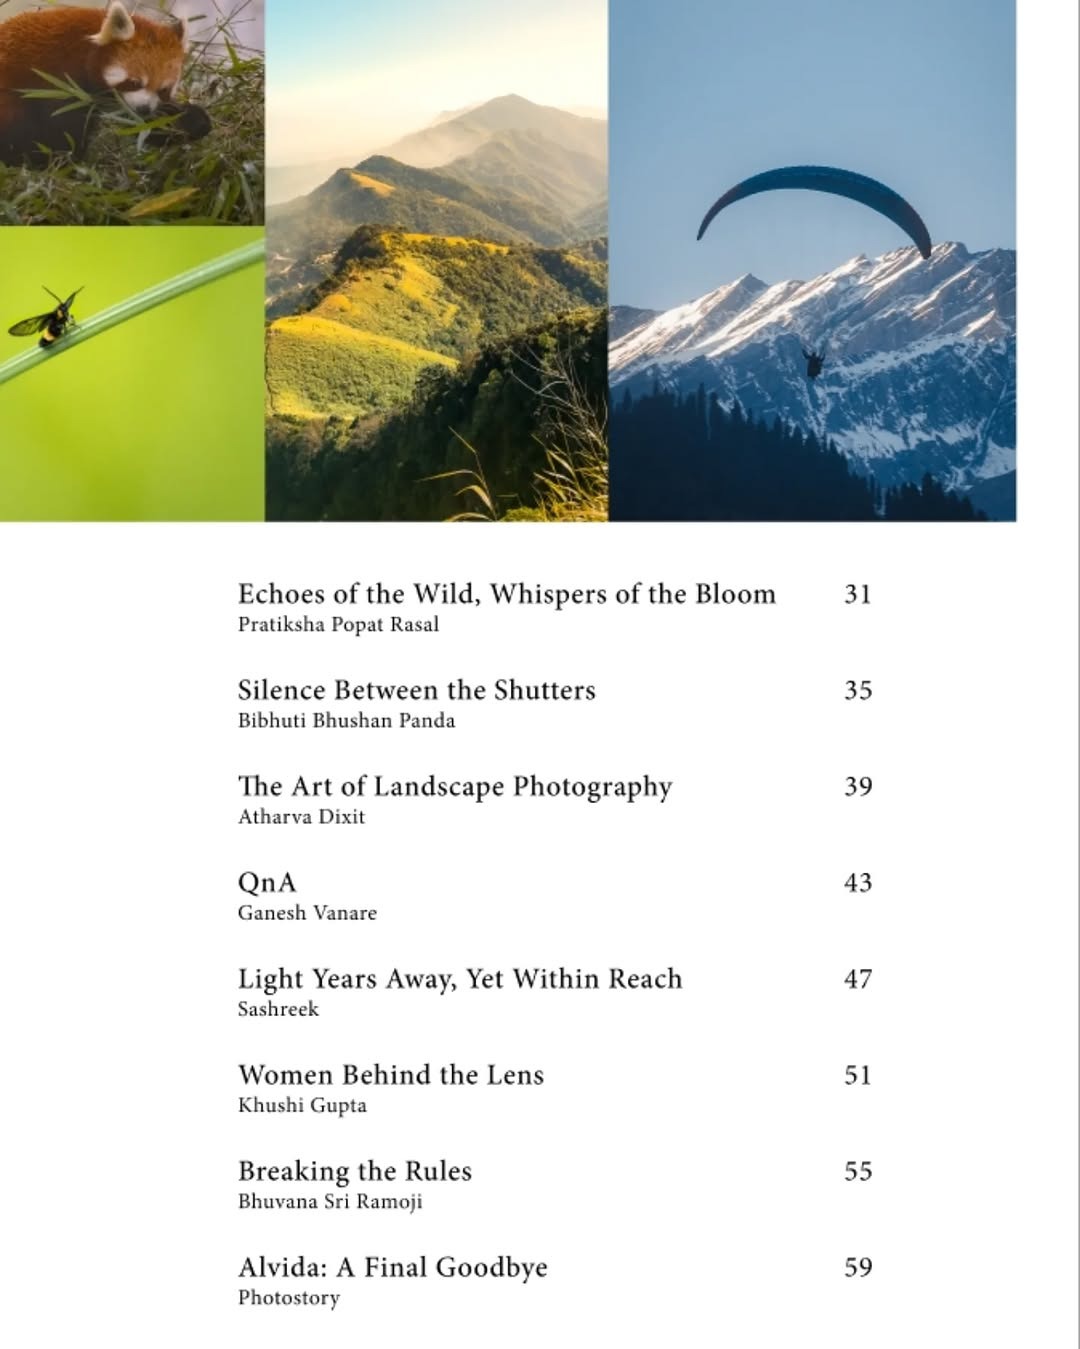 Echoes of the Wild, Whispers of the Bloom 31
Pratiksha Popat Rasal
Silence Between the Shutters 35
Bibhuti Bhushan Panda
The Art of Landscape Photography 39
Atharva Dixit
QnA 43
Ganesh Vanare
Light Years Away, Yet Within Reach 47
Sashreek
Women Behind the Lens 51
Khushi Gupta
Breaking the Rules 55
Bhuvana Sri Ramoji
Alvida: A Final Goodbye 59
Photostory